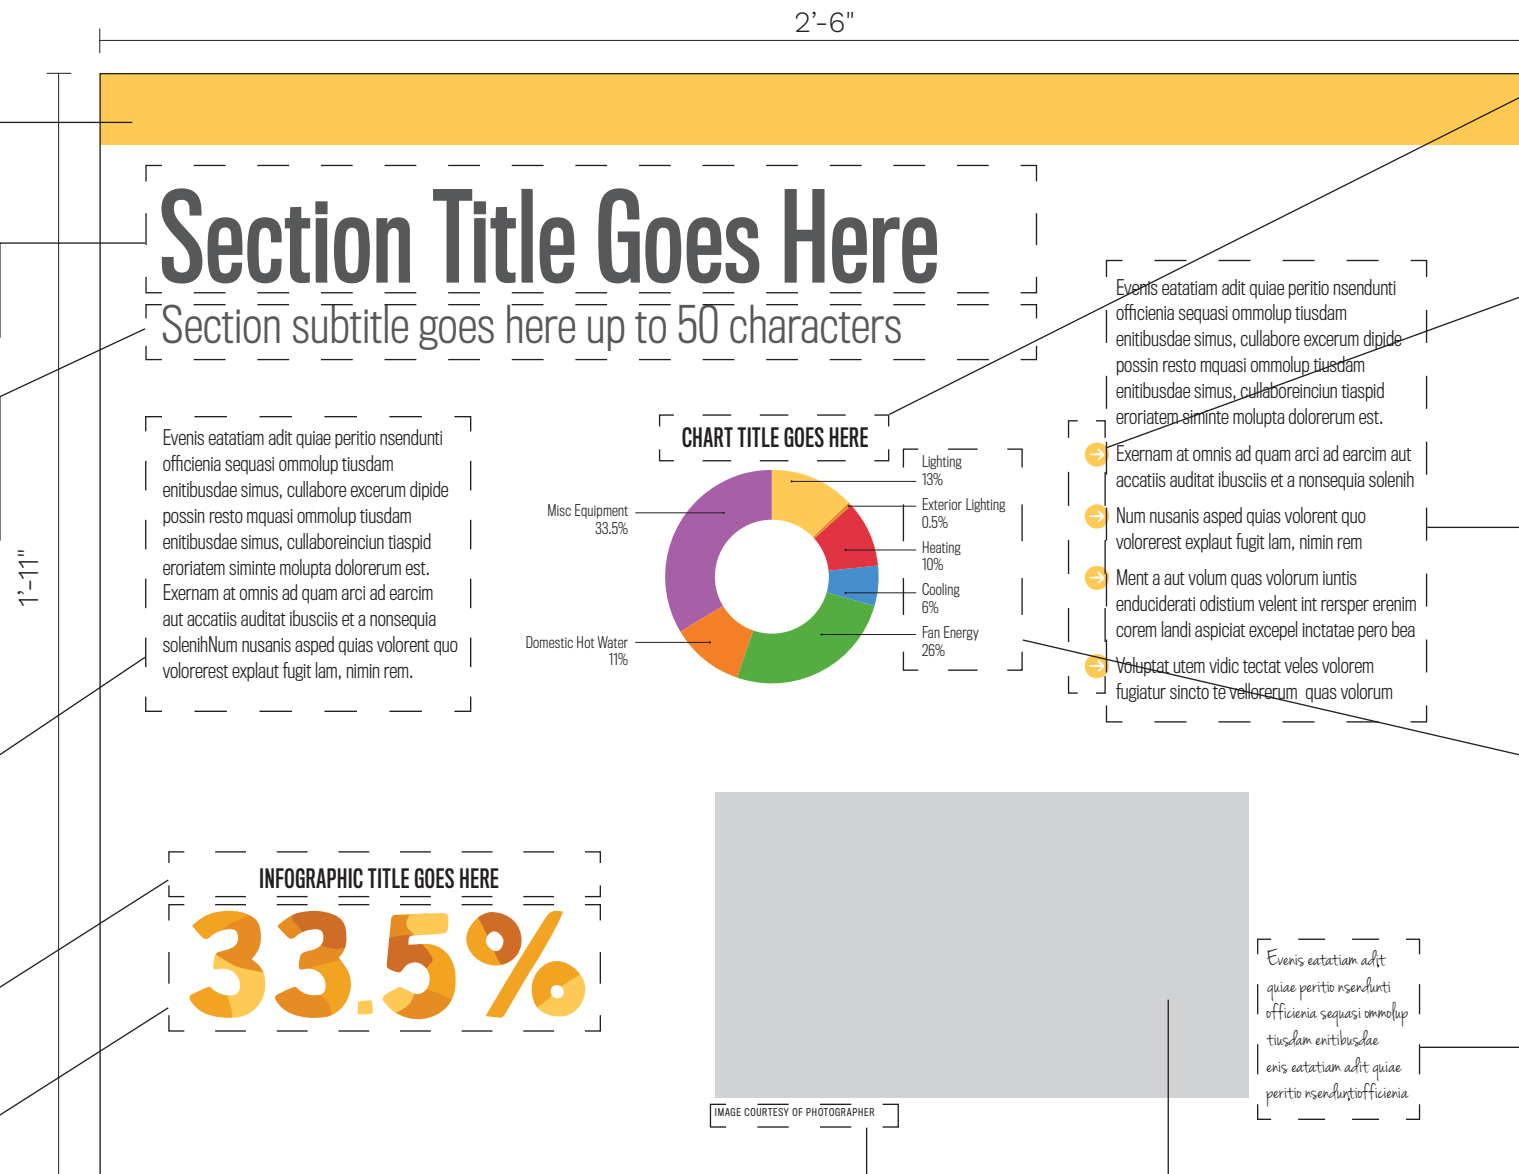 2’-6"
1’-11"
Section Title Goes Here
Section subtitle goes here up to 50 characters
Evenis eatatiam adit quiae peritio nsendunti
officienia sequasi ommolup tiusdam
enitibusdae simus, cullabore excerum dipide
possin resto mquasi ommolup tiusdam
enitibusdae simus, cullaboreinciun tiaspid
eroriatem siminte molupta dolorerum est.
Exernam at omnis ad quam arci ad earcim
aut accatiis auditat ibusciis et a nonsequia
solenihNum nusanis asped quias volorent quo
volorerest explaut fugit lam, nimin rem.
CHART TITLE GOES HERE
Misc Equipment
33.5%
Domestic Hot Water
11%
Lighting
13%
Exterior Lighting
0.5%
Heating
10%
Cooling
6%
Fan Energy
26%
Evenis eatatiam adit quiae peritio nsendunti
officienia sequasi ommolup tiusdam
enitibusdae simus, cullabore excerum dipide
possin resto mquasi ommolup tiusdam
enitibusdae simus, cullaboreinciun tiaspid
eroriatem siminte molupta dolorerum est.
Exernam at omnis ad quam arci ad earcim aut
accatiis auditat ibusciis et a nonsequia solenih
Num nusanis asped quias volorent quo
volorerest explaut fugit lam, nimin rem
Ment a aut volum quas volorum iuntis
enduciderati odistium velent int rersper erenim
corem landi aspiciat excepel inctatae pero bea
Voluptat utem vidic tectat veles volorem
fugiatur sincto te vellorerum  quas volorum
INFOGRAPHIC TITLE GOES HERE
33.5%
IMAGE COURTESY OF PHOTOGRAPHER
Evenis eatatiam adit
quiae peritio nsendunti
officienia sequasi ommolup
tiusdam enitibusdae
enis eatatiam adit quiae
peritio nsenduntiofficienia